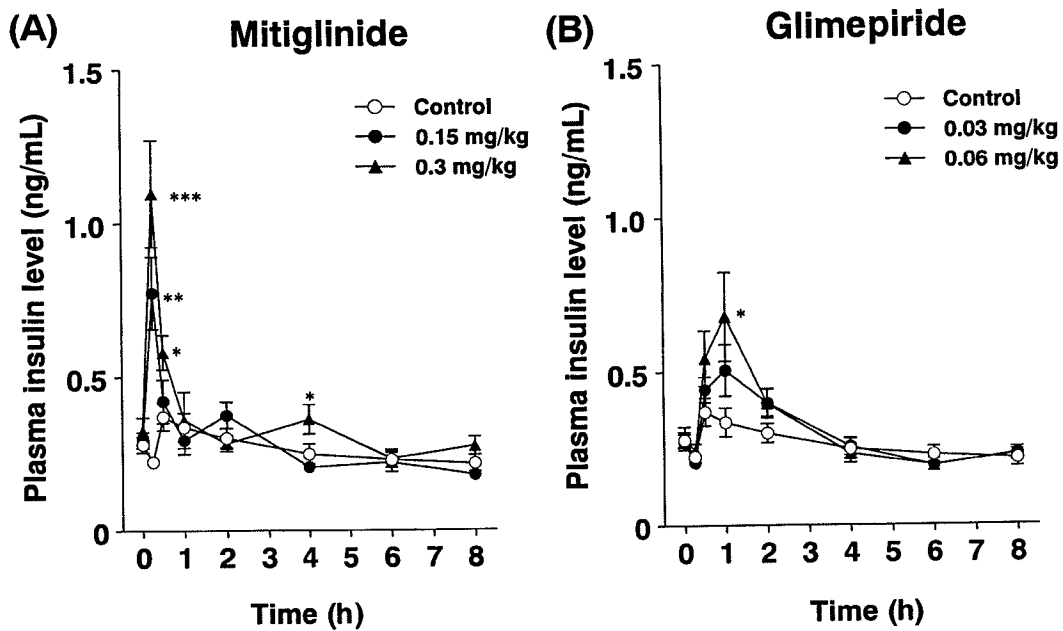 (A)
Mitiglinide
1.5
1.0
0.5
0
Plasma insulin level (ng/mL)
Control
0.15 mg/kg
0.3 mg/kg
***
**
*
*
0 1 2 3 4 5 6 7 8
Time (h)
(B)
Glimepiride
1.5
1.0
0.5
0
Plasma insulin level (ng/mL)
Control
0.03 mg/kg
0.06 mg/kg
*
0 1 2 3 4 5 6 7 8
Time (h)